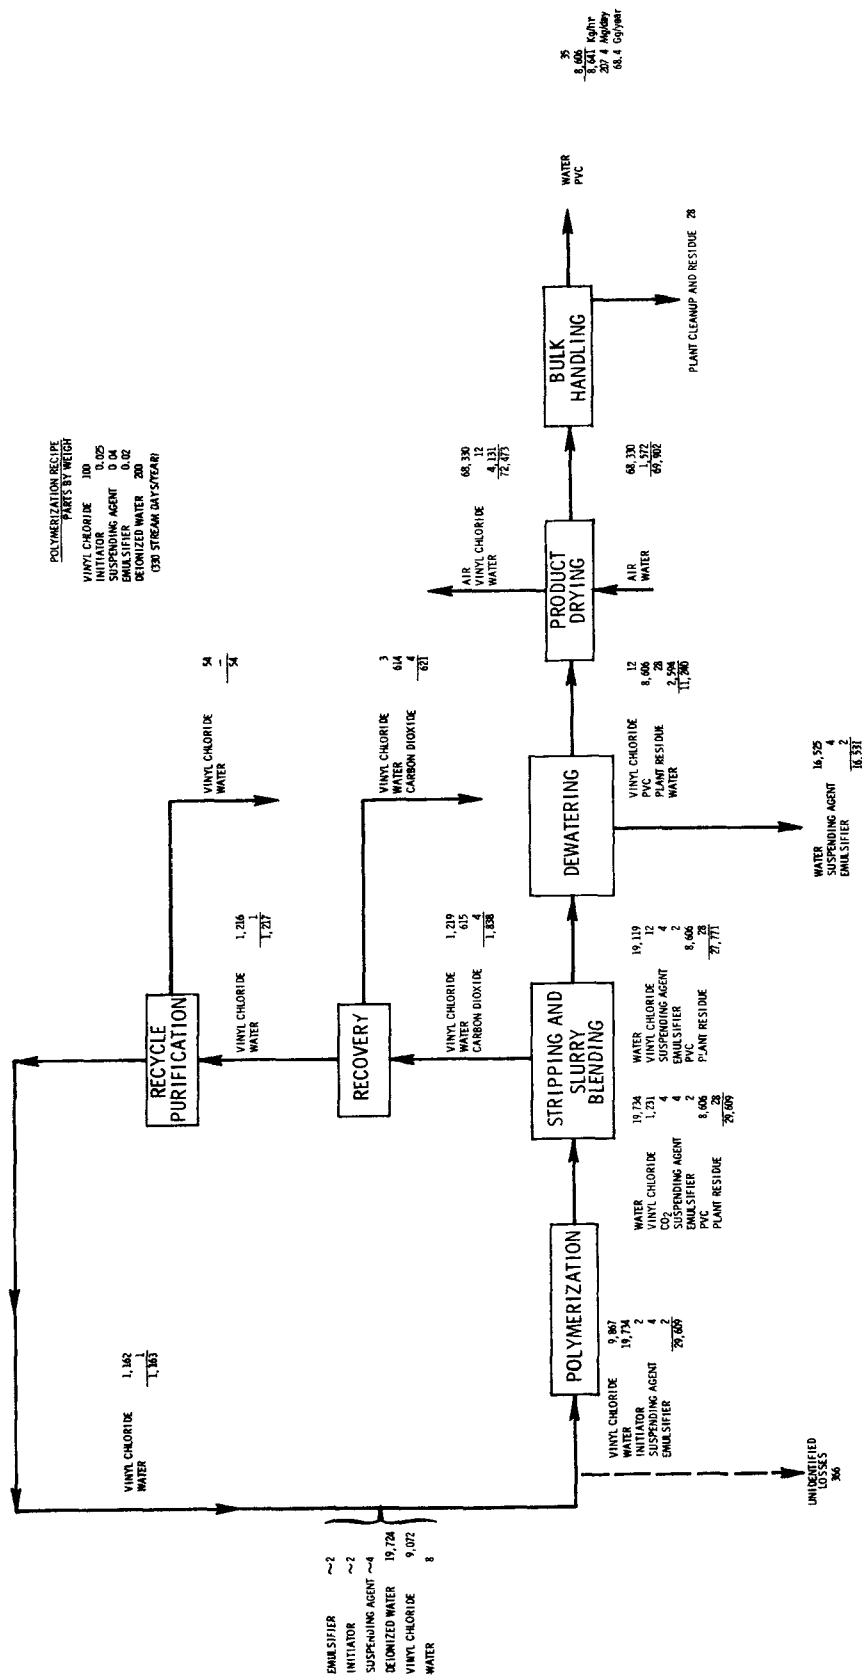 POLYMERIZATION RECIPE
PARTS BY WEIGH
VINYL CHLORIDE 100
INITIATOR 0.025
SUSPENDING AGENT 0.04
EMULSIFIER 0.02
DEIONIZED WATER 200
(330 STREAM DAYS/YEAR)
EMULSIFIER ~2
INITIATOR ~2
SUSPENDING AGENT ~4
DEIONIZED WATER 19,724
VINYL CHLORIDE 9,072
WATER 8
VINYL CHLORIDE 1,162
WATER 1
1,163
RECYCLE
PURIFICATION
VINYL CHLORIDE 54
WATER -
54
VINYL CHLORIDE 1,216
WATER 1
1,217
RECOVERY
VINYL CHLORIDE 3
WATER 614
CARBON DIOXIDE 4
621
VINYL CHLORIDE 1,219
WATER 615
CARBON DIOXIDE 4
1,838
UNIDENTIFIED
LOSSES
366
VINYL CHLORIDE 9,867
WATER 19,734
INITIATOR 2
SUSPENDING AGENT 4
EMULSIFIER 2
29,609
POLYMERIZATION
WATER 19,734
VINYL CHLORIDE 1,231
CO2 4
SUSPENDING AGENT 4
EMULSIFIER 2
PVC 8,606
PLANT RESIDUE 28
29,609
STRIPPING AND
SLURRY
BLENDING
WATER 19,119
VINYL CHLORIDE 12
SUSPENDING AGENT 4
EMULSIFIER 2
PVC 8,606
PLANT RESIDUE 28
27,771
DEWATERING
WATER 16,525
SUSPENDING AGENT 4
EMULSIFIER 2
16,531
VINYL CHLORIDE 12
PVC 8,606
PLANT RESIDUE 28
WATER 2,594
11,240
PRODUCT
DRYING
AIR 68,330
VINYL CHLORIDE 12
WATER 4,131
72,473
AIR 68,330
WATER 1,572
69,902
BULK
HANDLING
PLANT CLEANUP AND RESIDUE 28
WATER 35
PVC 8,606
8,641 Kg/hr
207.4 Mg/day
68.4 Gg/year